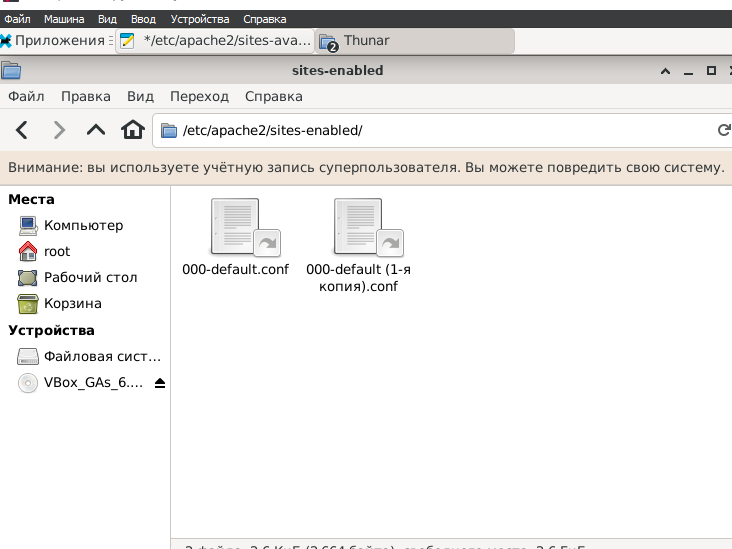 Файл Машина Вид Ввод Устройства Справка
Приложения */etc/apache2/sites-ava... 2 Thunar
sites-enabled
Файл Правка Вид Переход Справка
/etc/apache2/sites-enabled/
Внимание: вы используете учётную запись суперпользователя. Вы можете повредить свою систему.
Места
Компьютер
root
Рабочий стол
Корзина
Устройства
Файловая сист...
VBox_GAs_6....
000-default.conf
000-default (1-я
копия).conf